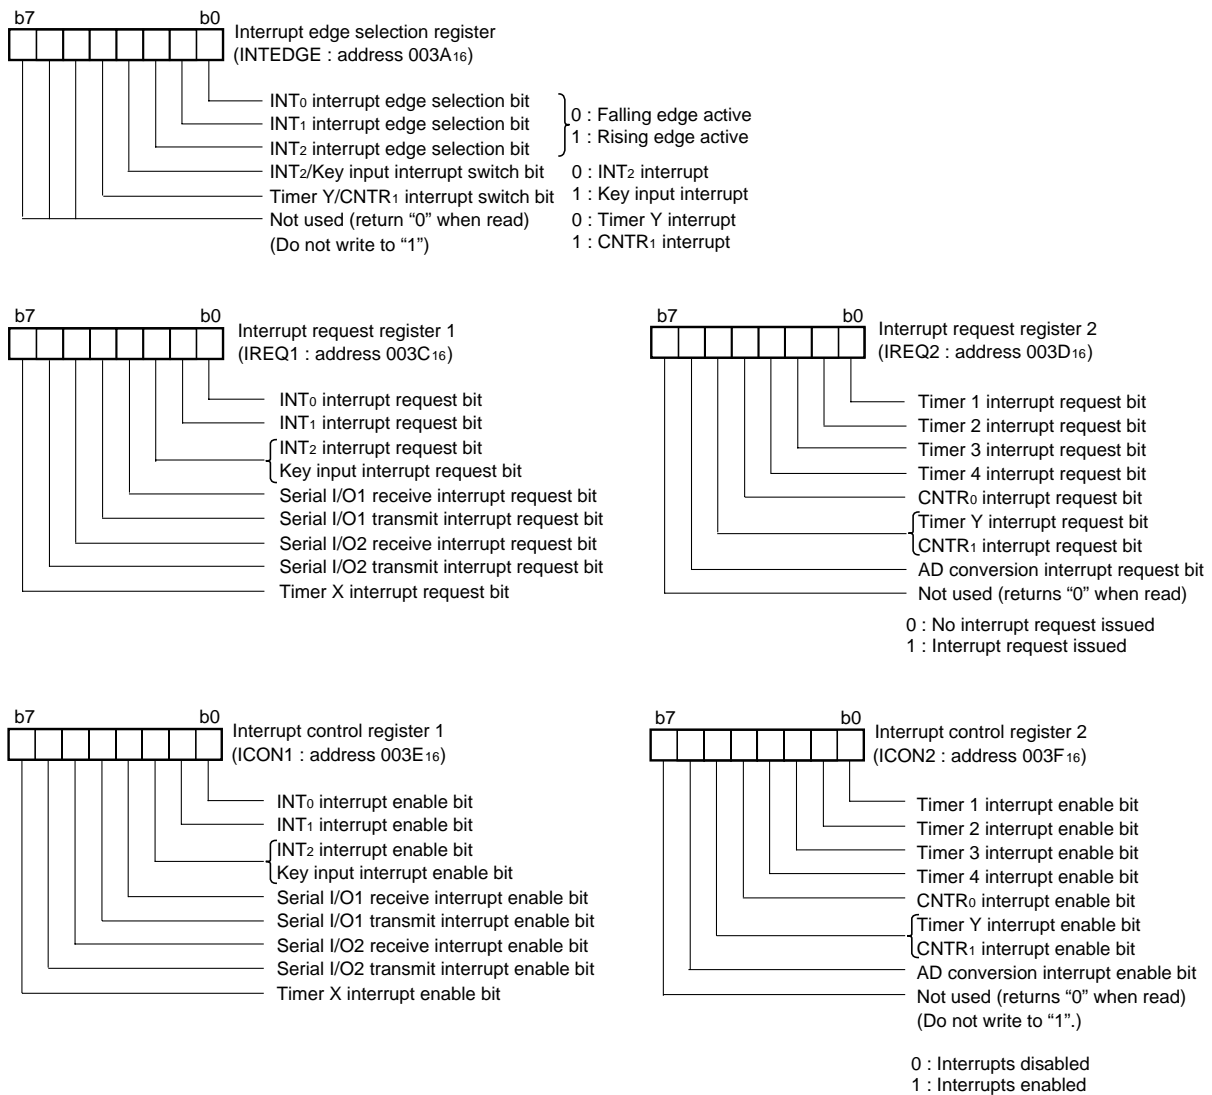 b7 b0
Interrupt edge selection register
(INTEDGE : address 003A16)
INT0 interrupt edge selection bit
INT1 interrupt edge selection bit
INT2 interrupt edge selection bit
0 : Falling edge active
1 : Rising edge active
INT2/Key input interrupt switch bit
0 : INT2 interrupt
1 : Key input interrupt
Timer Y/CNTR1 interrupt switch bit
0 : Timer Y interrupt
1 : CNTR1 interrupt
Not used (return “0” when read)
(Do not write to “1”)
b7 b0
Interrupt request register 1
(IREQ1 : address 003C16)
INT0 interrupt request bit
INT1 interrupt request bit
INT2 interrupt request bit
Key input interrupt request bit
Serial I/O1 receive interrupt request bit
Serial I/O1 transmit interrupt request bit
Serial I/O2 receive interrupt request bit
Serial I/O2 transmit interrupt request bit
Timer X interrupt request bit
b7 b0
Interrupt request register 2
(IREQ2 : address 003D16)
Timer 1 interrupt request bit
Timer 2 interrupt request bit
Timer 3 interrupt request bit
Timer 4 interrupt request bit
CNTR0 interrupt request bit
Timer Y interrupt request bit
CNTR1 interrupt request bit
AD conversion interrupt request bit
Not used (returns “0” when read)
0 : No interrupt request issued
1 : Interrupt request issued
b7 b0
Interrupt control register 1
(ICON1 : address 003E16)
INT0 interrupt enable bit
INT1 interrupt enable bit
INT2 interrupt enable bit
Key input interrupt enable bit
Serial I/O1 receive interrupt enable bit
Serial I/O1 transmit interrupt enable bit
Serial I/O2 receive interrupt enable bit
Serial I/O2 transmit interrupt enable bit
Timer X interrupt enable bit
b7 b0
Interrupt control register 2
(ICON2 : address 003F16)
Timer 1 interrupt enable bit
Timer 2 interrupt enable bit
Timer 3 interrupt enable bit
Timer 4 interrupt enable bit
CNTR0 interrupt enable bit
Timer Y interrupt enable bit
CNTR1 interrupt enable bit
AD conversion interrupt enable bit
Not used (returns “0” when read)
(Do not write to “1”.)
0 : Interrupts disabled
1 : Interrupts enabled